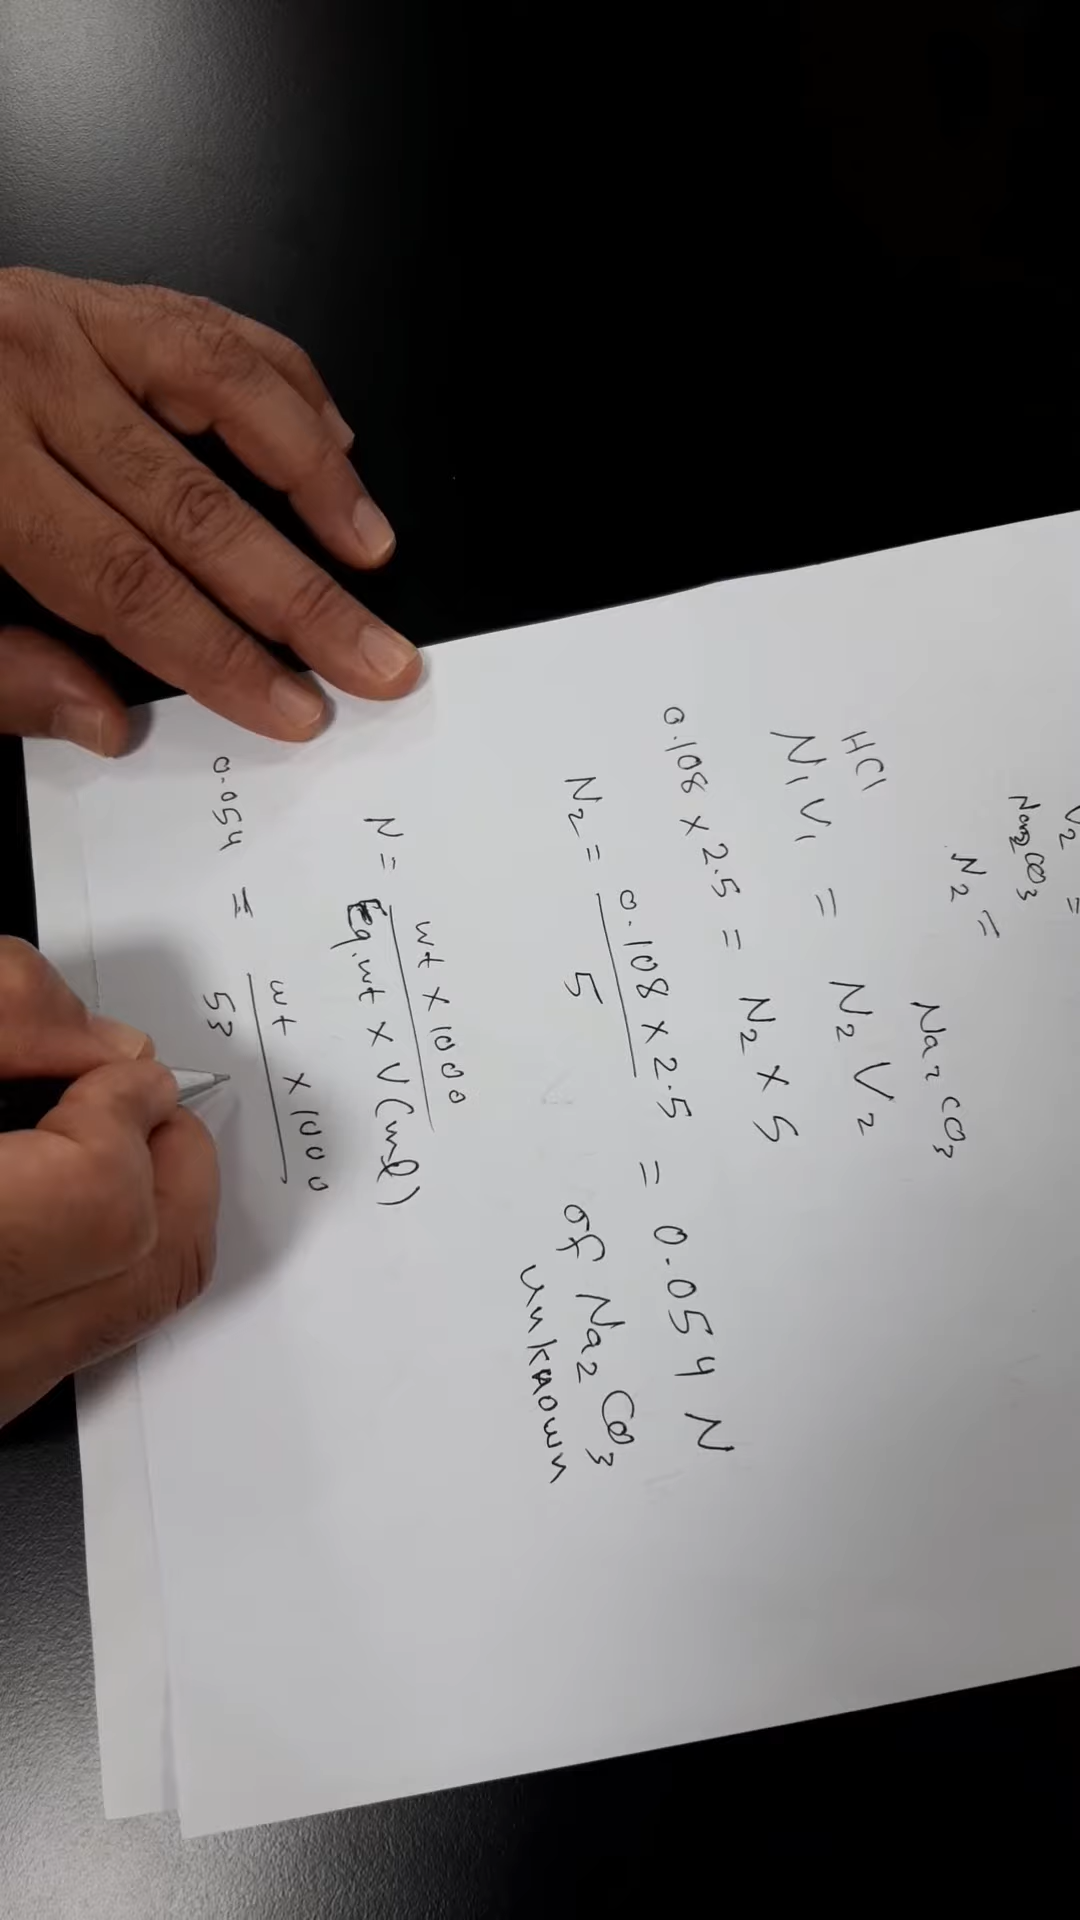 V₂ =
Na₂CO₃
N₂ =
HCl Na₂CO₃
N₁V₁ = N₂V₂
0.108 × 2.5 = N₂ × 5
N₂ = 0.108 × 2.5 / 5 = 0.054 N
of Na₂CO₃
unknown
N = wt × 1000 / Eq.wt × V(ml)
0.054 = wt × 1000 / 53